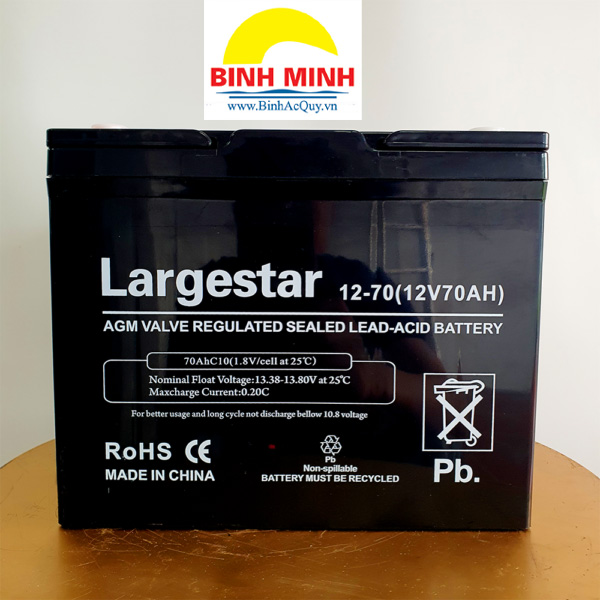 BINH MINH
www.BinhAcQuy.vn
Largestar 12-70(12V70AH)
AGM VALVE REGULATED SEALED LEAD-ACID BATTERY
70AhC10(1.8V/cell at 25℃)
Nominal Float Voltage:13.38-13.80V at 25℃
Maxcharge Current:0.20C
For better usage and long cycle not discharge bellow 10.8 voltage
RoHS CE
MADE IN CHINA
Pb
Non-spillable
BATTERY MUST BE RECYCLED
Pb.